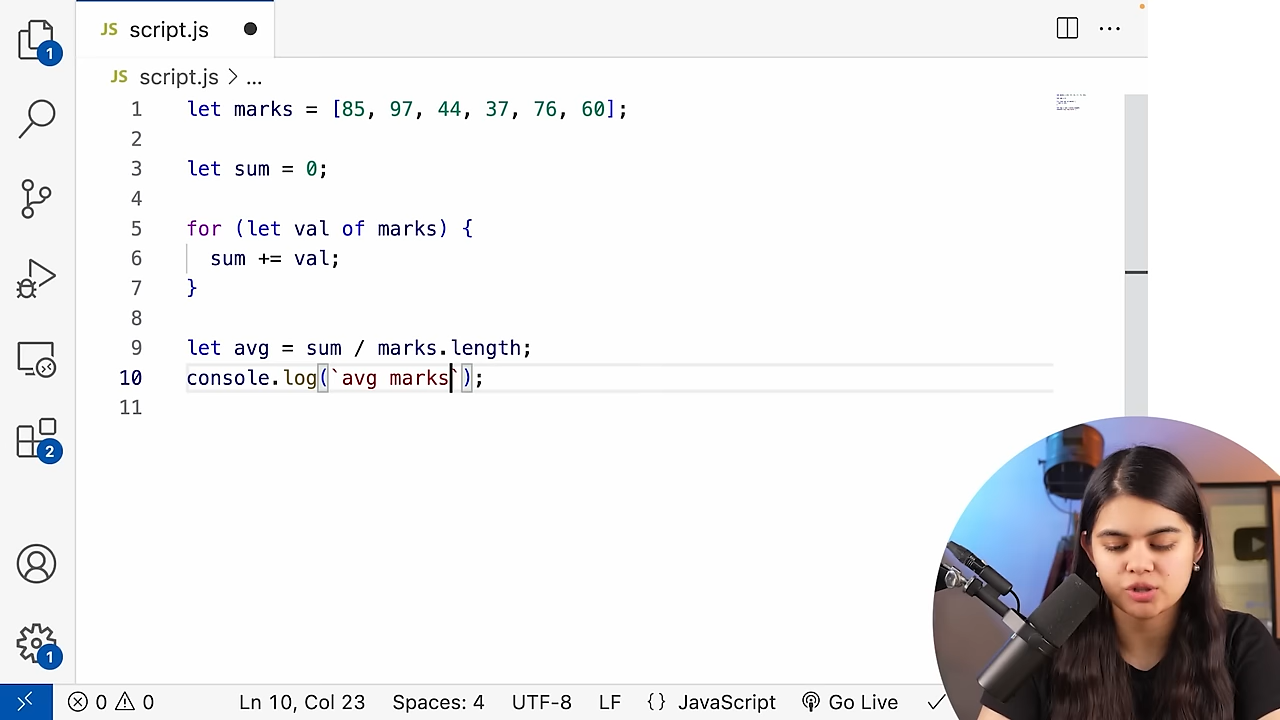 JS script.js
JS script.js > ...
1 let marks = [85, 97, 44, 37, 76, 60];
2
3 let sum = 0;
4
5 for (let val of marks) {
6 sum += val;
7 }
8
9 let avg = sum / marks.length;
10 console.log(`avg marks`);
11
1
2
1
0 0 Ln 10, Col 23 Spaces: 4 UTF-8 LF {} JavaScript Go Live